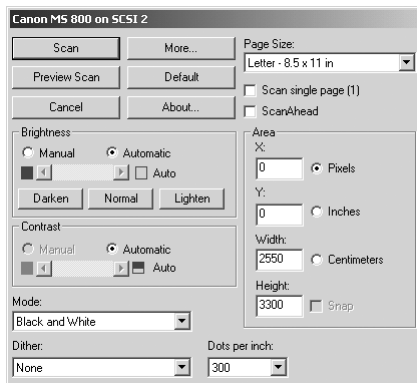 Canon MS 800 on SCSI 2
Scan
More...
Preview Scan
Default
Cancel
About...
Page Size:
Letter - 8.5 x 11 in
Scan single page (1)
ScanAhead
Brightness
Manual
Automatic
Auto
Darken
Normal
Lighten
Contrast
Manual
Automatic
Auto
Mode:
Black and White
Dither:
None
Area
X:
0
Pixels
Y:
0
Inches
Width:
2550
Centimeters
Height:
3300
Snap
Dots per inch:
300